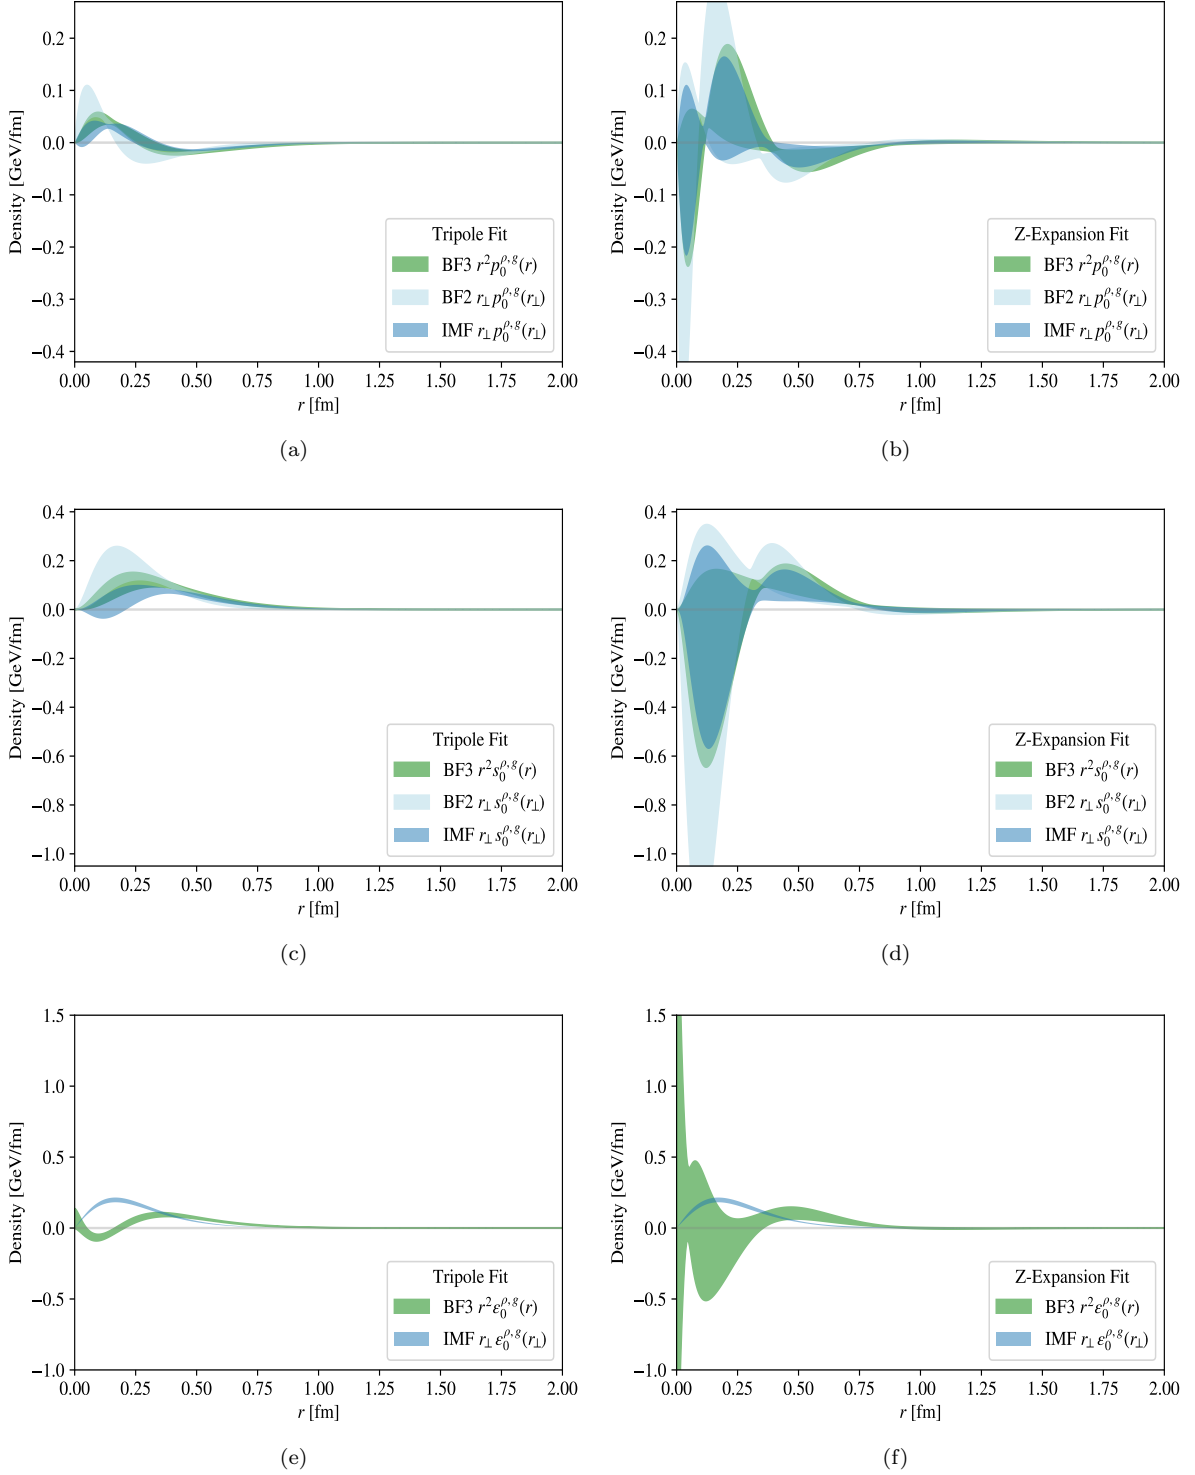 0.2
0.1
0.0
−0.1
−0.2
−0.3
−0.4
Density [GeV/fm]
Tripole Fit
BF3 r²p₀^{ρ,g}(r)
BF2 r⊥ p₀^{ρ,g}(r⊥)
IMF r⊥ p₀^{ρ,g}(r⊥)
0.00 0.25 0.50 0.75 1.00 1.25 1.50 1.75 2.00
r [fm]
(a)
0.2
0.1
0.0
−0.1
−0.2
−0.3
−0.4
Density [GeV/fm]
Z-Expansion Fit
BF3 r²p₀^{ρ,g}(r)
BF2 r⊥ p₀^{ρ,g}(r⊥)
IMF r⊥ p₀^{ρ,g}(r⊥)
0.00 0.25 0.50 0.75 1.00 1.25 1.50 1.75 2.00
r [fm]
(b)
0.4
0.2
0.0
−0.2
−0.4
−0.6
−0.8
−1.0
Density [GeV/fm]
Tripole Fit
BF3 r²s₀^{ρ,g}(r)
BF2 r⊥ s₀^{ρ,g}(r⊥)
IMF r⊥ s₀^{ρ,g}(r⊥)
0.00 0.25 0.50 0.75 1.00 1.25 1.50 1.75 2.00
r [fm]
(c)
0.4
0.2
0.0
−0.2
−0.4
−0.6
−0.8
−1.0
Density [GeV/fm]
Z-Expansion Fit
BF3 r²s₀^{ρ,g}(r)
BF2 r⊥ s₀^{ρ,g}(r⊥)
IMF r⊥ s₀^{ρ,g}(r⊥)
0.00 0.25 0.50 0.75 1.00 1.25 1.50 1.75 2.00
r [fm]
(d)
1.5
1.0
0.5
0.0
−0.5
−1.0
Density [GeV/fm]
Tripole Fit
BF3 r²ε₀^{ρ,g}(r)
IMF r⊥ ε₀^{ρ,g}(r⊥)
0.00 0.25 0.50 0.75 1.00 1.25 1.50 1.75 2.00
r [fm]
(e)
1.5
1.0
0.5
0.0
−0.5
−1.0
Density [GeV/fm]
Z-Expansion Fit
BF3 r²ε₀^{ρ,g}(r)
IMF r⊥ ε₀^{ρ,g}(r⊥)
0.00 0.25 0.50 0.75 1.00 1.25 1.50 1.75 2.00
r [fm]
(f)